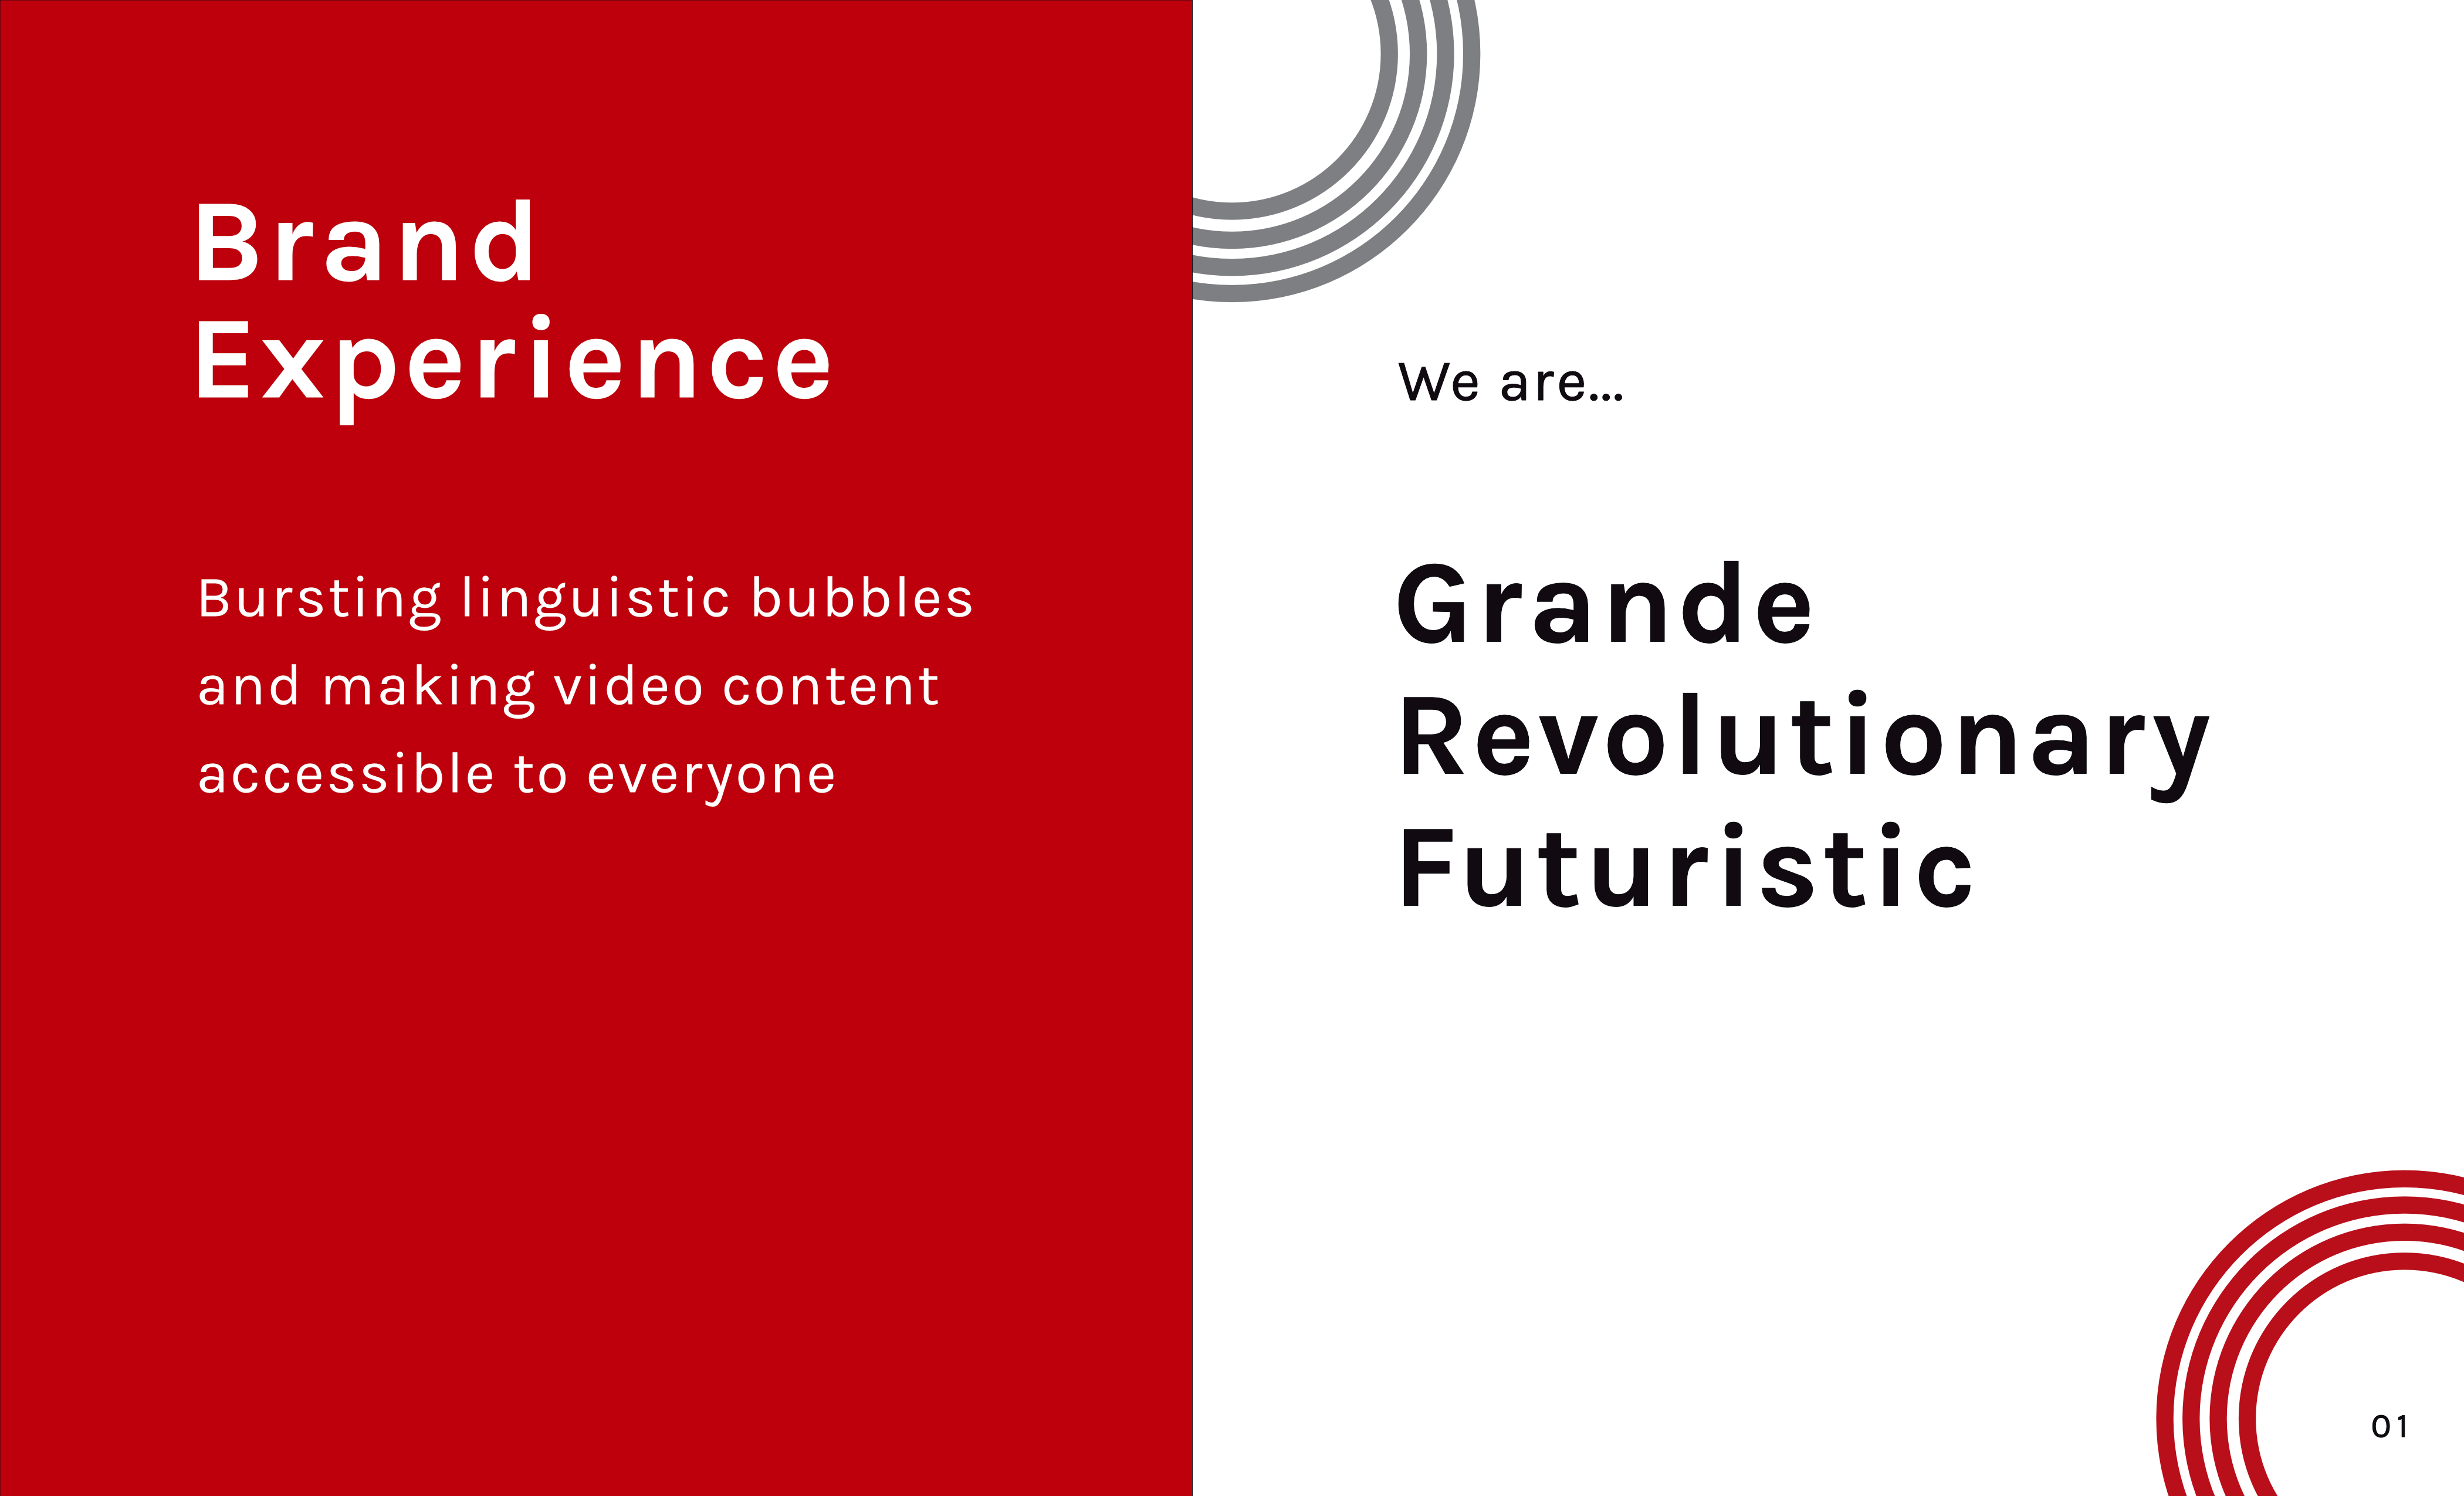 Brand
Experience
Bursting linguistic bubbles
and making video content
accessible to everyone
We are...
Grande
Revolutionary
Futuristic
01